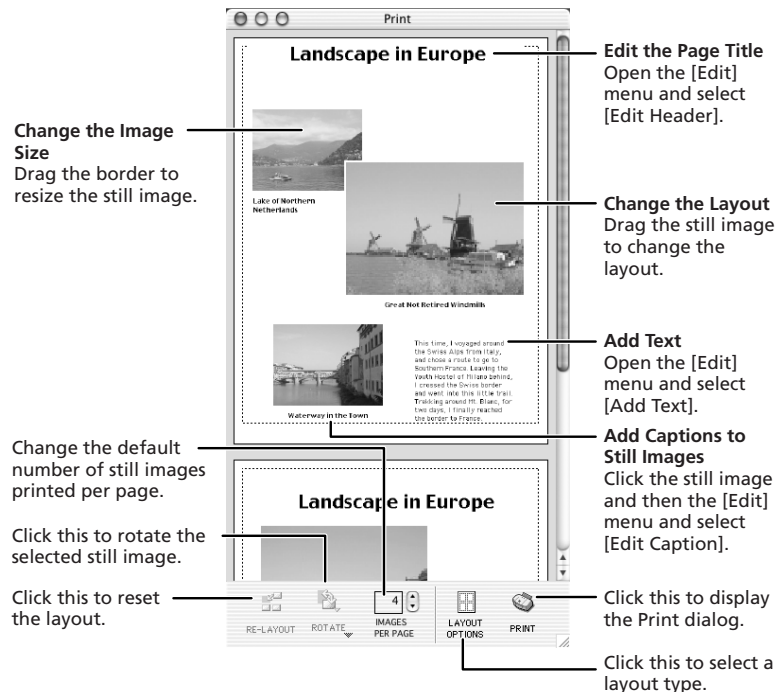 Print
Landscape in Europe
Edit the Page Title
Open the [Edit]
menu and select
[Edit Header].
Change the Image
Size
Drag the border to
resize the still image.
Lake of Northern
Netherlands
Change the Layout
Drag the still image
to change the
layout.
Great Not Retired Windmills
This time, I voyaged around
the Swiss Alps from Italy,
and chose a route to go to
Southern France. Leaving the
Youth Hostel of Milano behind,
I crossed the Swiss border
and went into this little trail.
Trekking around Mt. Blanc, for
two days, I finally reached
the border to France.
Add Text
Open the [Edit]
menu and select
[Add Text].
Waterway in the Town
Add Captions to
Still Images
Click the still image
and then the [Edit]
menu and select
[Edit Caption].
Change the default
number of still images
printed per page.
Landscape in Europe
Click this to rotate the
selected still image.
Click this to reset
the layout.
RE-LAYOUT
ROTATE
4
IMAGES
PER PAGE
LAYOUT
OPTIONS
PRINT
Click this to display
the Print dialog.
Click this to select a
layout type.